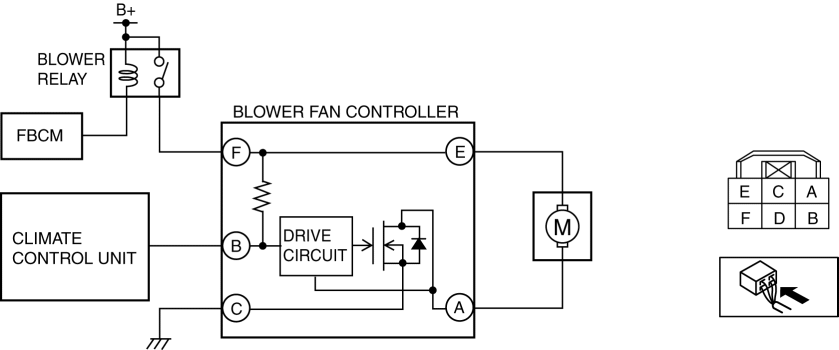 B+
BLOWER
RELAY
FBCM
BLOWER FAN CONTROLLER
F
E
CLIMATE
CONTROL UNIT
B
DRIVE
CIRCUIT
M
C
A
E C A
F D B